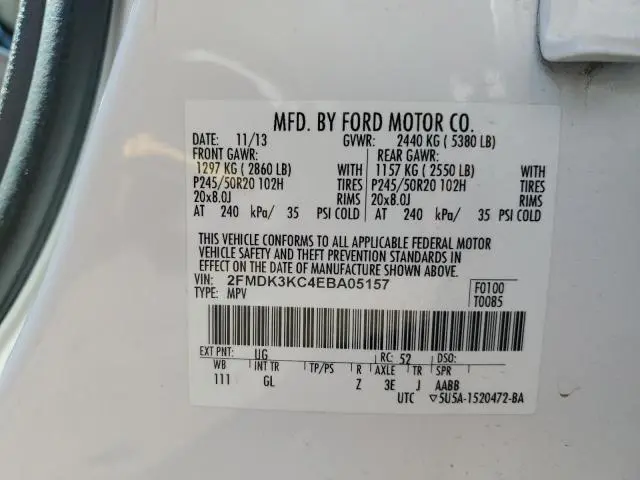 MFD. BY FORD MOTOR CO.
DATE: 11/13 GVWR: 2440 KG ( 5380 LB)
FRONT GAWR: REAR GAWR:
1297 KG ( 2860 LB) WITH 1157 KG ( 2550 LB) WITH
P245/50R20 102H TIRES P245/50R20 102H TIRES
20x8.0J RIMS 20x8.0J RIMS
AT 240 kPa/ 35 PSI COLD AT 240 kPa/ 35 PSI COLD
THIS VEHICLE CONFORMS TO ALL APPLICABLE FEDERAL MOTOR
VEHICLE SAFETY AND THEFT PREVENTION STANDARDS IN
EFFECT ON THE DATE OF MANUFACTURE SHOWN ABOVE.
VIN: 2FMDK3KC4EBA05157 F0100
TYPE: MPV T0085
EXT PNT: UG RC: 52 DSO:
WB INT TR TP/PS R AXLE TR SPR
111 GL Z 3E J AABB
UTC ▽5U5A-1520472-BA